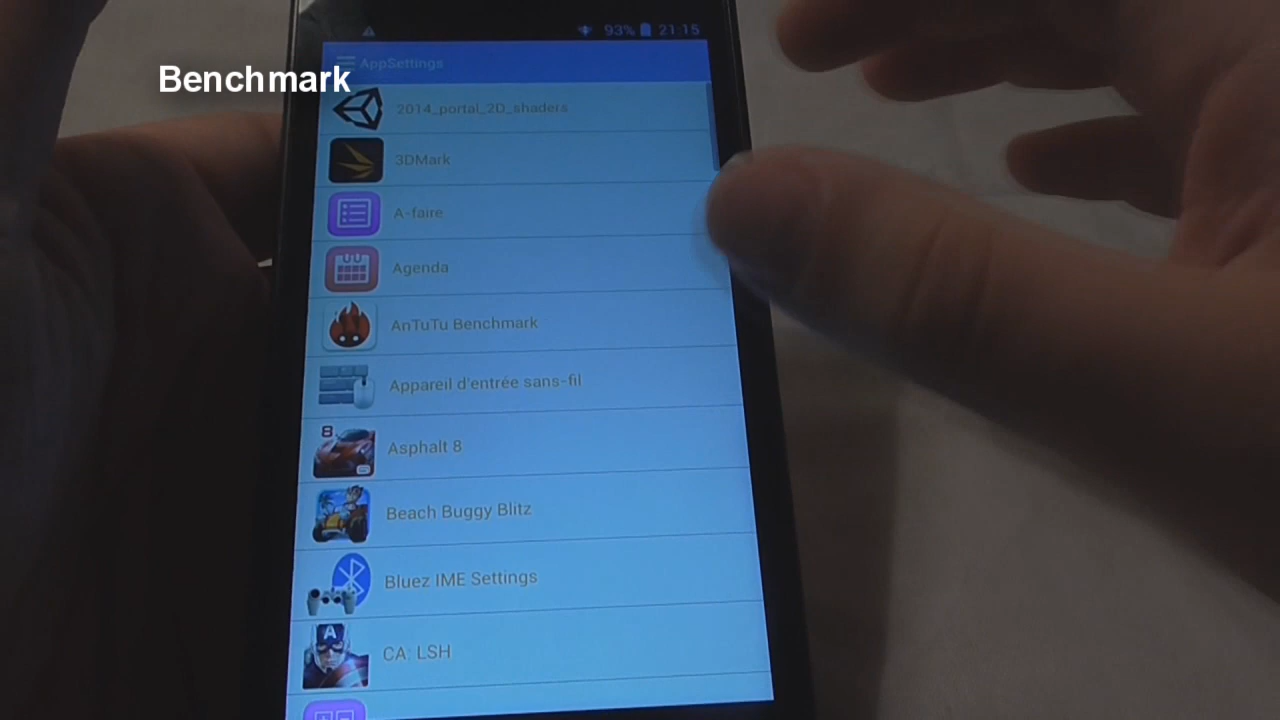 93% 21:15
Benchmark
AppSettings
2014_portal_2D_shaders
3DMark
A-faire
Agenda
AnTuTu Benchmark
Appareil d'entrée sans-fil
8
Asphalt 8
Beach Buggy Blitz
Bluez IME Settings
A
CA: LSH